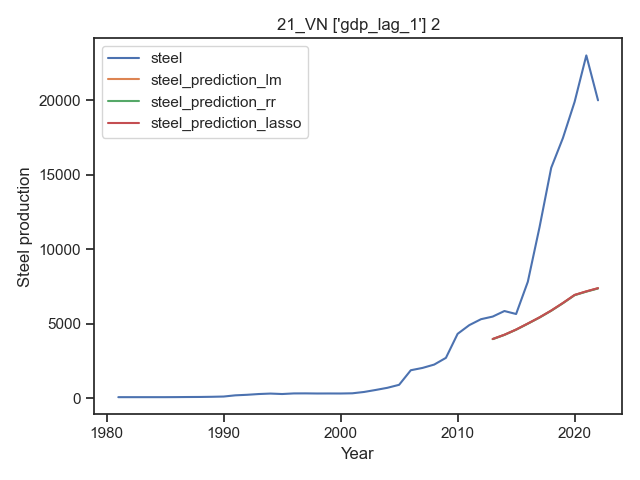 21_VN ['gdp_lag_1'] 2
steel
steel_prediction_lm
steel_prediction_rr
steel_prediction_lasso
Steel production
20000
15000
10000
5000
0
1980
1990
2000
2010
2020
Year